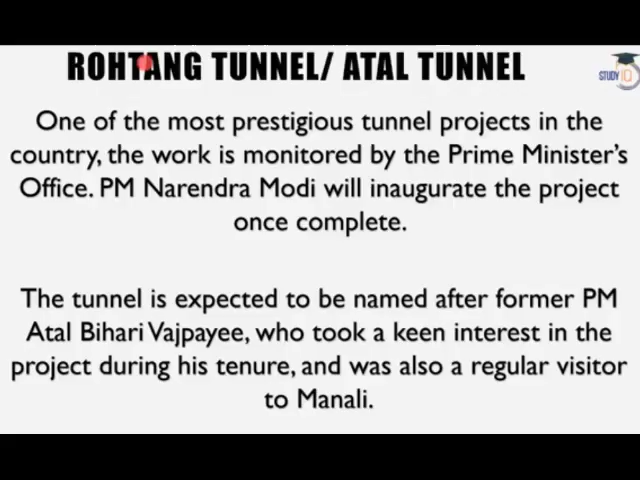 ROHTANG TUNNEL/ ATAL TUNNEL
STUDY IQ
One of the most prestigious tunnel projects in the
country, the work is monitored by the Prime Minister's
Office. PM Narendra Modi will inaugurate the project
once complete.
The tunnel is expected to be named after former PM
Atal Bihari Vajpayee, who took a keen interest in the
project during his tenure, and was also a regular visitor
to Manali.